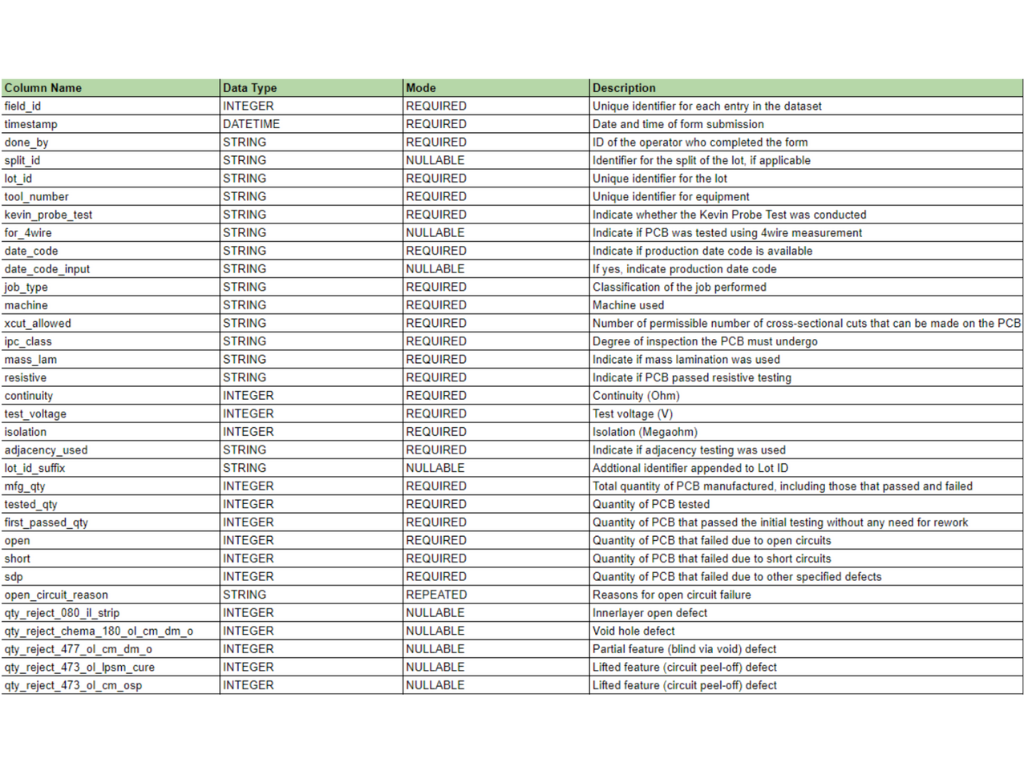 Column Name Data Type Mode Description
field_id INTEGER REQUIRED Unique identifier for each entry in the dataset
timestamp DATETIME REQUIRED Date and time of form submission
done_by STRING REQUIRED ID of the operator who completed the form
split_id STRING NULLABLE Identifier for the split of the lot, if applicable
lot_id STRING REQUIRED Unique identifier for the lot
tool_number STRING REQUIRED Unique identifier for equipment
kevin_probe_test STRING REQUIRED Indicate whether the Kevin Probe Test was conducted
for_4wire STRING NULLABLE Indicate if PCB was tested using 4wire measurement
date_code STRING REQUIRED Indicate if production date code is available
date_code_input STRING NULLABLE If yes, indicate production date code
job_type STRING REQUIRED Classification of the job performed
machine STRING REQUIRED Machine used
xcut_allowed STRING REQUIRED Number of permissible number of cross-sectional cuts that can be made on the PCB
ipc_class STRING REQUIRED Degree of inspection the PCB must undergo
mass_lam STRING REQUIRED Indicate if mass lamination was used
resistive STRING REQUIRED Indicate if PCB passed resistive testing
continuity INTEGER REQUIRED Continuity (Ohm)
test_voltage INTEGER REQUIRED Test voltage (V)
isolation INTEGER REQUIRED Isolation (Megaohm)
adjacency_used STRING REQUIRED Indicate if adjacency testing was used
lot_id_suffix STRING NULLABLE Addtional identifier appended to Lot ID
mfg_qty INTEGER REQUIRED Total quantity of PCB manufactured, including those that passed and failed
tested_qty INTEGER REQUIRED Quantity of PCB tested
first_passed_qty INTEGER REQUIRED Quantity of PCB that passed the initial testing without any need for rework
open INTEGER REQUIRED Quantity of PCB that failed due to open circuits
short INTEGER REQUIRED Quantity of PCB that failed due to short circuits
sdp INTEGER REQUIRED Quantity of PCB that failed due to other specified defects
open_circuit_reason STRING REPEATED Reasons for open circuit failure
qty_reject_080_il_strip INTEGER NULLABLE Innerlayer open defect
qty_reject_chema_180_ol_cm_dm_o INTEGER NULLABLE Void hole defect
qty_reject_477_ol_cm_dm_o INTEGER NULLABLE Partial feature (blind via void) defect
qty_reject_473_ol_lpsm_cure INTEGER NULLABLE Lifted feature (circuit peel-off) defect
qty_reject_473_ol_cm_osp INTEGER NULLABLE Lifted feature (circuit peel-off) defect